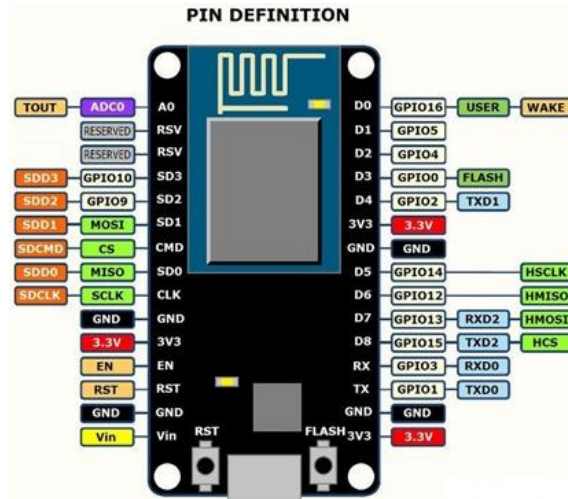 PIN DEFINITION
TOUT ADC0 A0 D0 GPIO16 USER WAKE
RESERVED RSV D1 GPIO5
RESERVED RSV D2 GPIO4
SDD3 GPIO10 SD3 D3 GPIO0 FLASH
SDD2 GPIO9 SD2 D4 GPIO2 TXD1
SDD1 MOSI SD1 3V3 3.3V
SDCMD CS CMD GND GND
SDD0 MISO SD0 D5 GPIO14 HSCLK
SDCLK SCLK CLK D6 GPIO12 HMISO
GND GND D7 GPIO13 RXD2 HMOSI
3.3V 3V3 D8 GPIO15 TXD2 HCS
EN EN RX GPIO3 RXD0
RST RST TX GPIO1 TXD0
GND GND GND GND
Vin Vin RST FLASH 3V3 3.3V